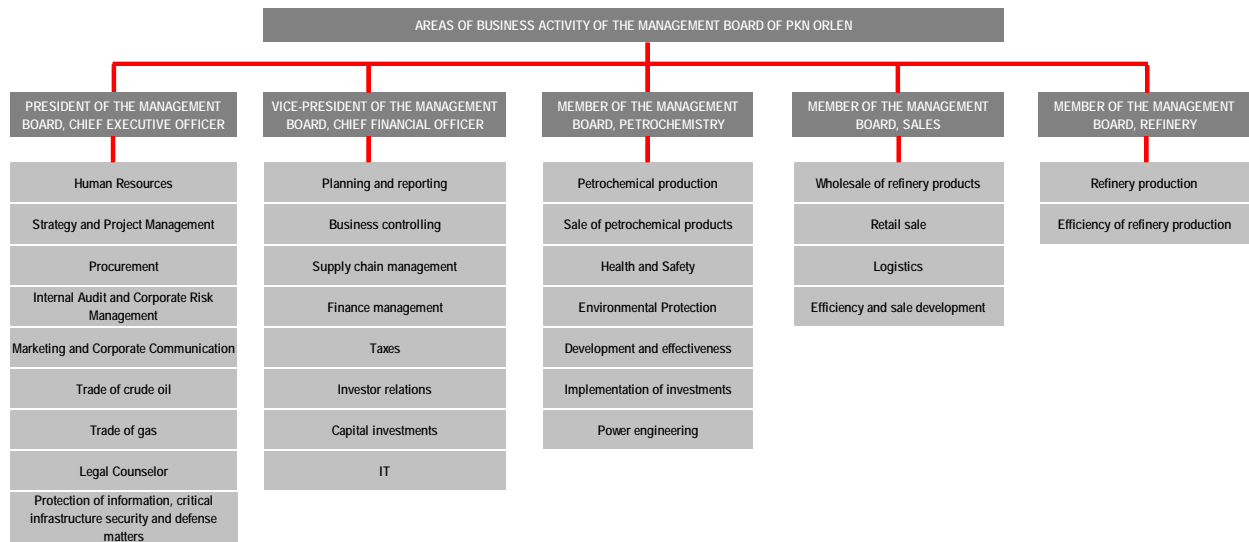 AREAS OF BUSINESS ACTIVITY OF THE MANAGEMENT BOARD OF PKN ORLEN
PRESIDENT OF THE MANAGEMENT
BOARD, CHIEF EXECUTIVE OFFICER
Human Resources
Strategy and Project Management
Procurement
Internal Audit and Corporate Risk
Management
Marketing and Corporate Communication
Trade of crude oil
Trade of gas
Legal Counselor
Protection of information, critical
infrastructure security and defense
matters
VICE-PRESIDENT OF THE MANAGEMENT
BOARD, CHIEF FINANCIAL OFFICER
Planning and reporting
Business controlling
Supply chain management
Finance management
Taxes
Investor relations
Capital investments
IT
MEMBER OF THE MANAGEMENT
BOARD, PETROCHEMISTRY
Petrochemical production
Sale of petrochemical products
Health and Safety
Environmental Protection
Development and effectiveness
Implementation of investments
Power engineering
MEMBER OF THE MANAGEMENT
BOARD, SALES
Wholesale of refinery products
Retail sale
Logistics
Efficiency and sale development
MEMBER OF THE MANAGEMENT
BOARD, REFINERY
Refinery production
Efficiency of refinery production